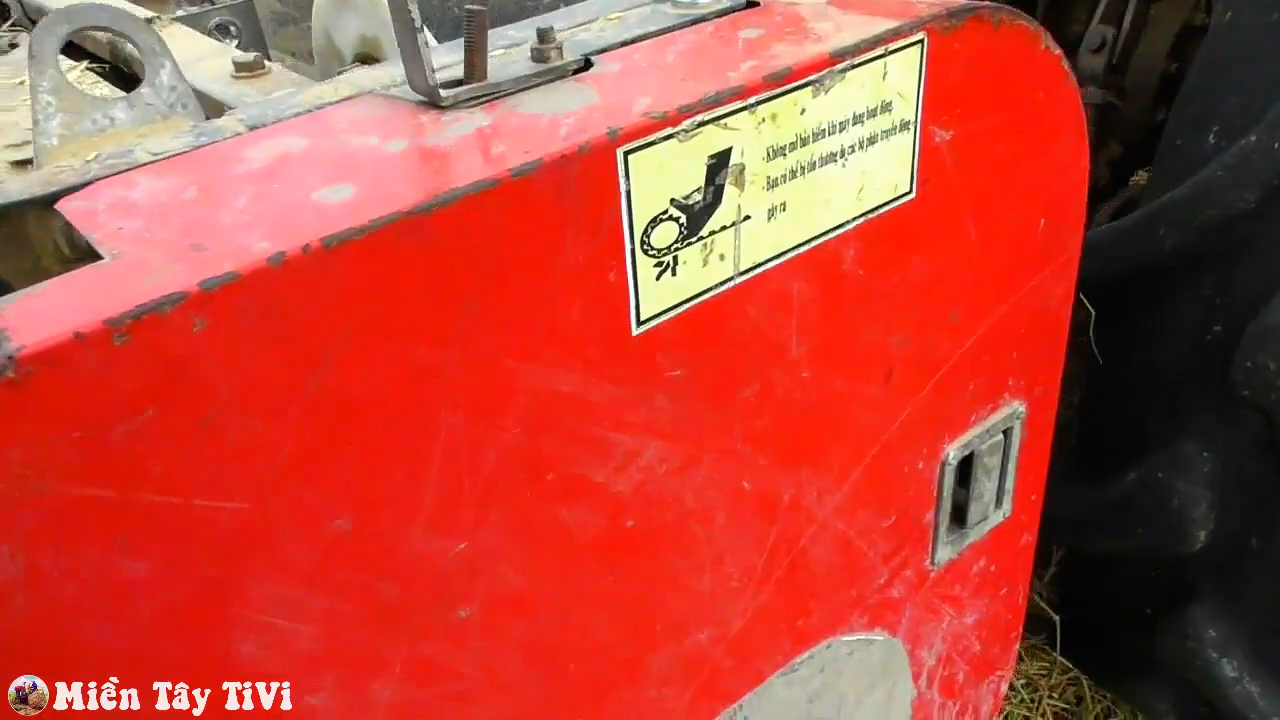 - Không mở bảo hiểm khi máy đang hoạt động.
- Bạn có thể bị tổn thương do các bộ phận truyền động
gây ra
Miền Tây TiVi